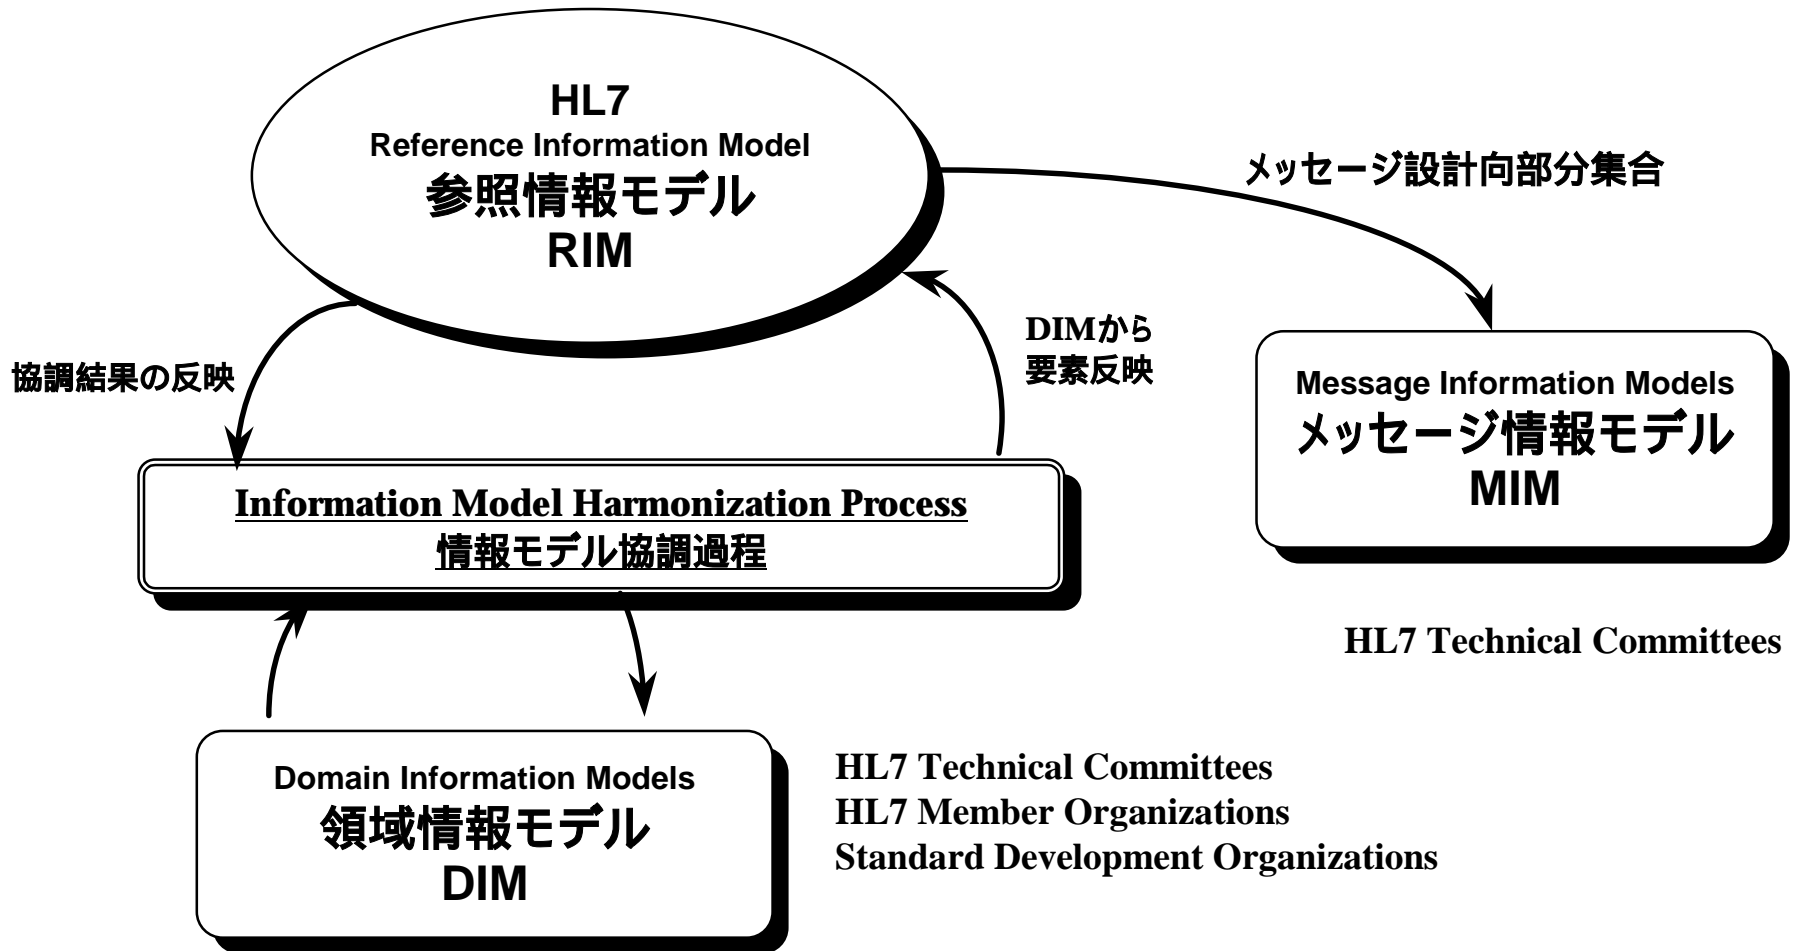 HL7
Reference Information Model
参照情報モデル
RIM
メッセージ設計向部分集合
協調結果の反映
DIMから
要素反映
Message Information Models
メッセージ情報モデル
MIM
Information Model Harmonization Process
情報モデル協調過程
HL7 Technical Committees
Domain Information Models
領域情報モデル
DIM
HL7 Technical Committees
HL7 Member Organizations
Standard Development Organizations